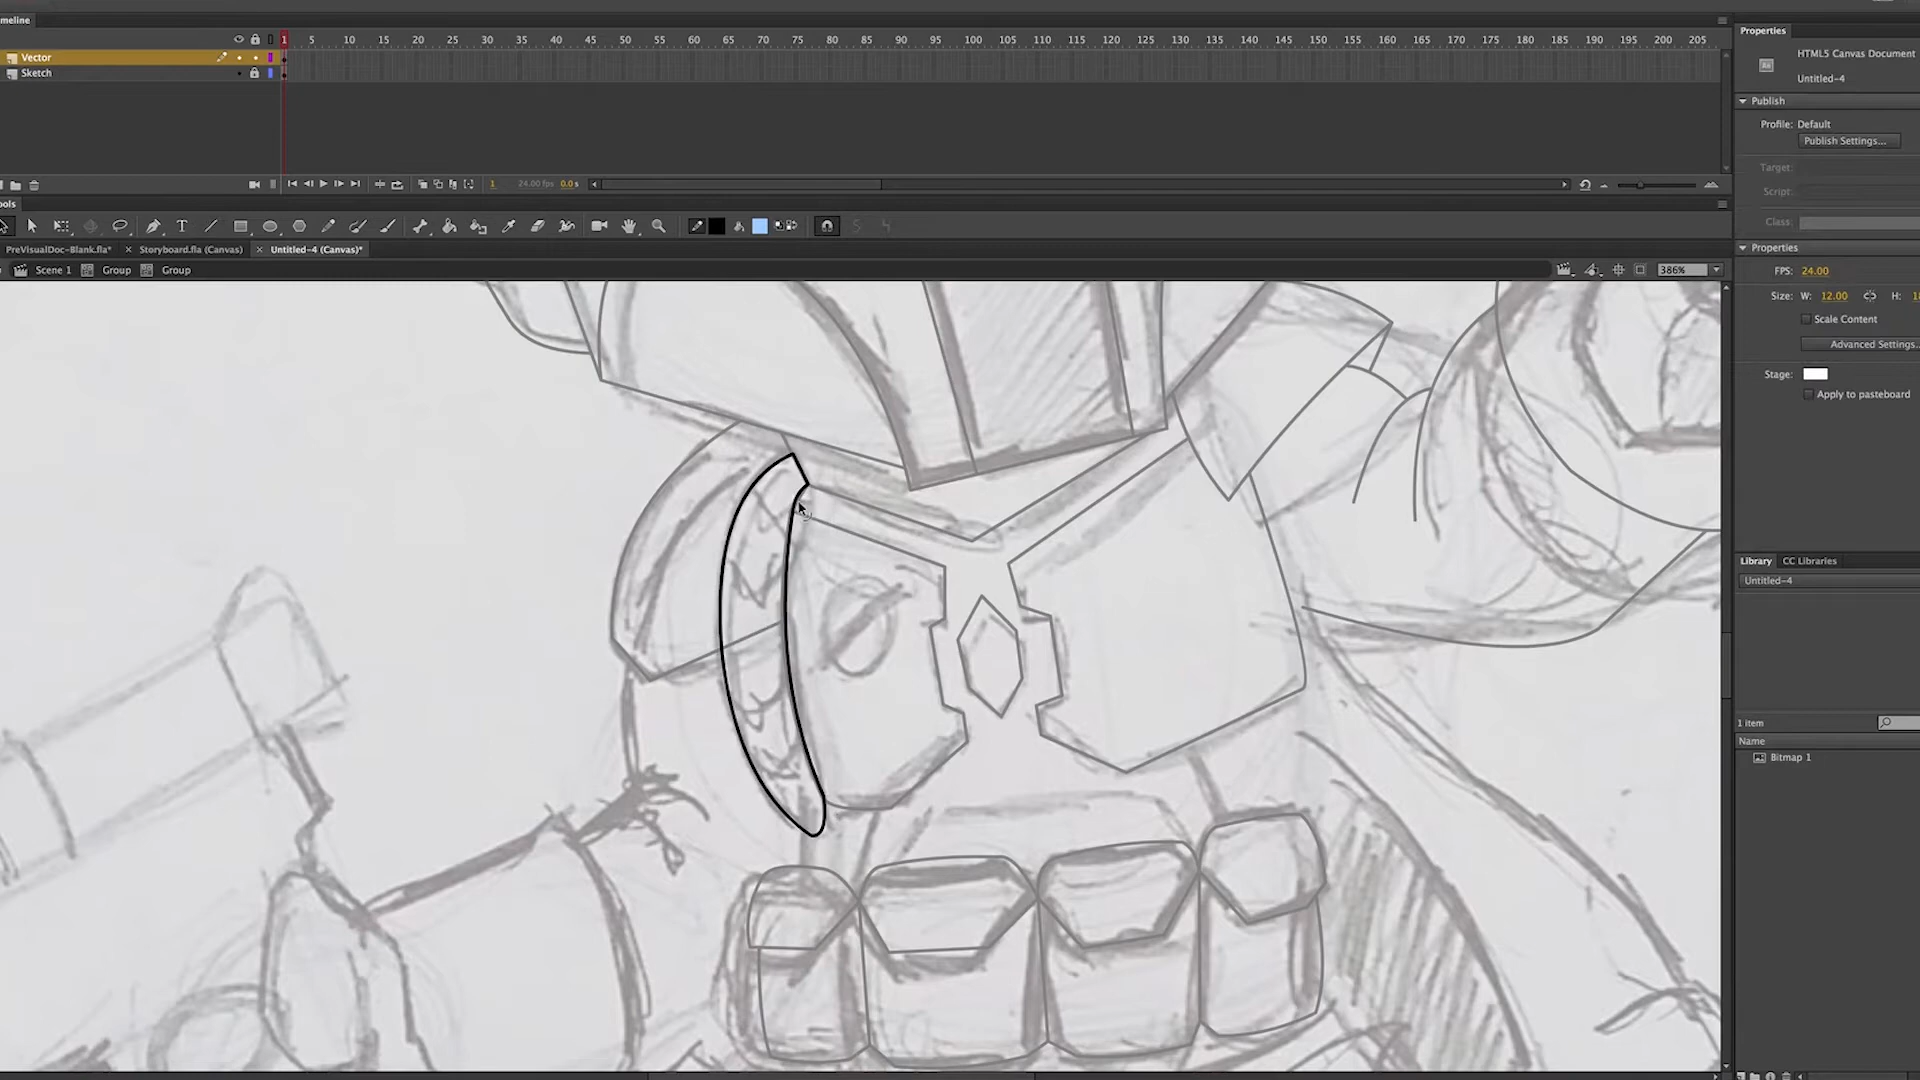 meline
Properties
1 5 10 15 20 25 30 35 40 45 50 55 60 65 70 75 80 85 90 95 100 105 110 115 120 125 130 135 140 145 150 155 160 165 170 175 180 185 190 195 200 205
Vector
Sketch
HTML5 Canvas Document
An
Untitled-4
Publish
Profile: Default
Publish Settings...
Target:
Script:
Class:
1 24.00 fps 0.0s
ools
T
PreVisualDoc-Blank.fla* × Storyboard.fla (Canvas) × Untitled-4 (Canvas)*
Scene 1 Group Group
386%
Properties
FPS: 24.00
Size: W: 12.00 H: 1
Scale Content
Advanced Settings..
Stage:
Apply to pasteboard
Library CC Libraries
Untitled-4
1 item
Name
Bitmap 1